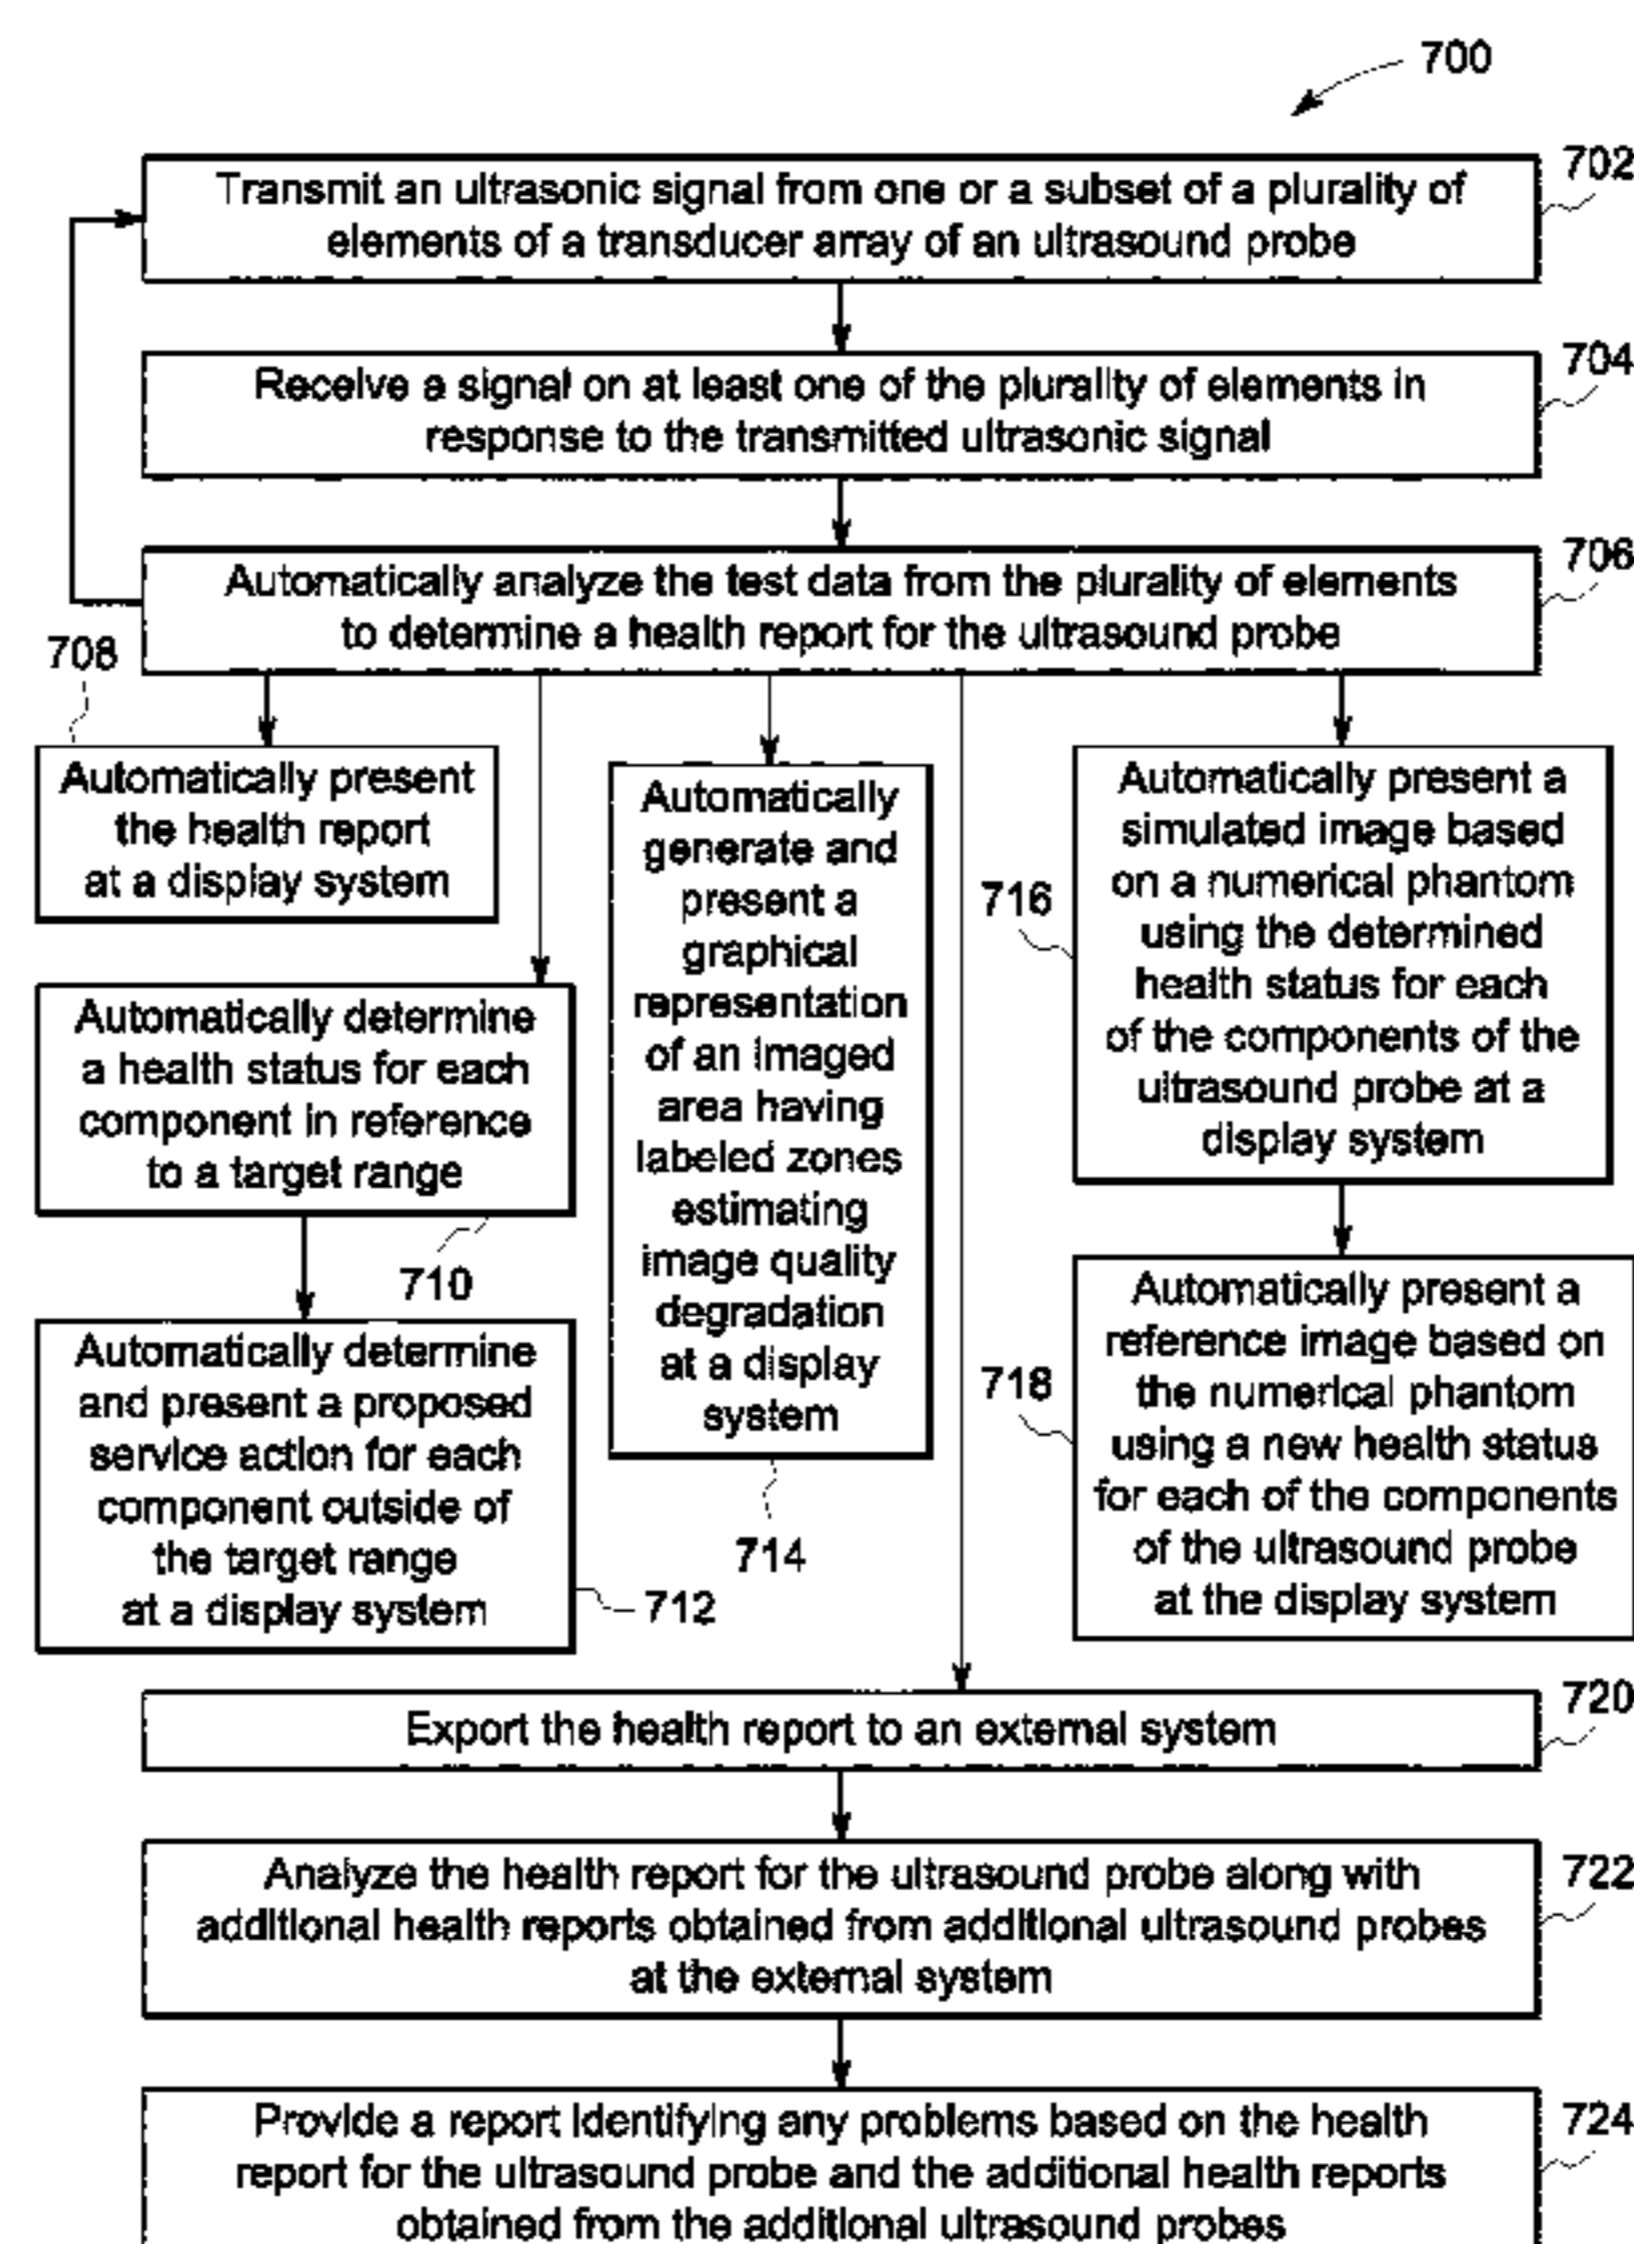 700
702
Transmit an ultrasonic signal from one or a subset of a plurality of
elements of a transducer array of an ultrasound probe
704
Receive a signal on at least one of the plurality of elements in
response to the transmitted ultrasonic signal
706
Automatically analyze the test data from the plurality of elements
to determine a health report for the ultrasound probe
708
Automatically present
the health report
at a display system
Automatically determine
a health status for each
component in reference
to a target range
710
Automatically determine
and present a proposed
service action for each
component outside of
the target range
at a display system
712
Automatically
generate and
present a
graphical
representation
of an imaged
area having
labeled zones
estimating
image quality
degradation
at a display
system
714
716
Automatically present a
simulated image based
on a numerical phantom
using the determined
health status for each
of the components of the
ultrasound probe at a
display system
718
Automatically present a
reference image based on
the numerical phantom
using a new health status
for each of the components
of the ultrasound probe
at the display system
720
Export the health report to an external system
722
Analyze the health report for the ultrasound probe along with
additional health reports obtained from additional ultrasound probes
at the external system
724
Provide a report identifying any problems based on the health
report for the ultrasound probe and the additional health reports
obtained from the additional ultrasound probes